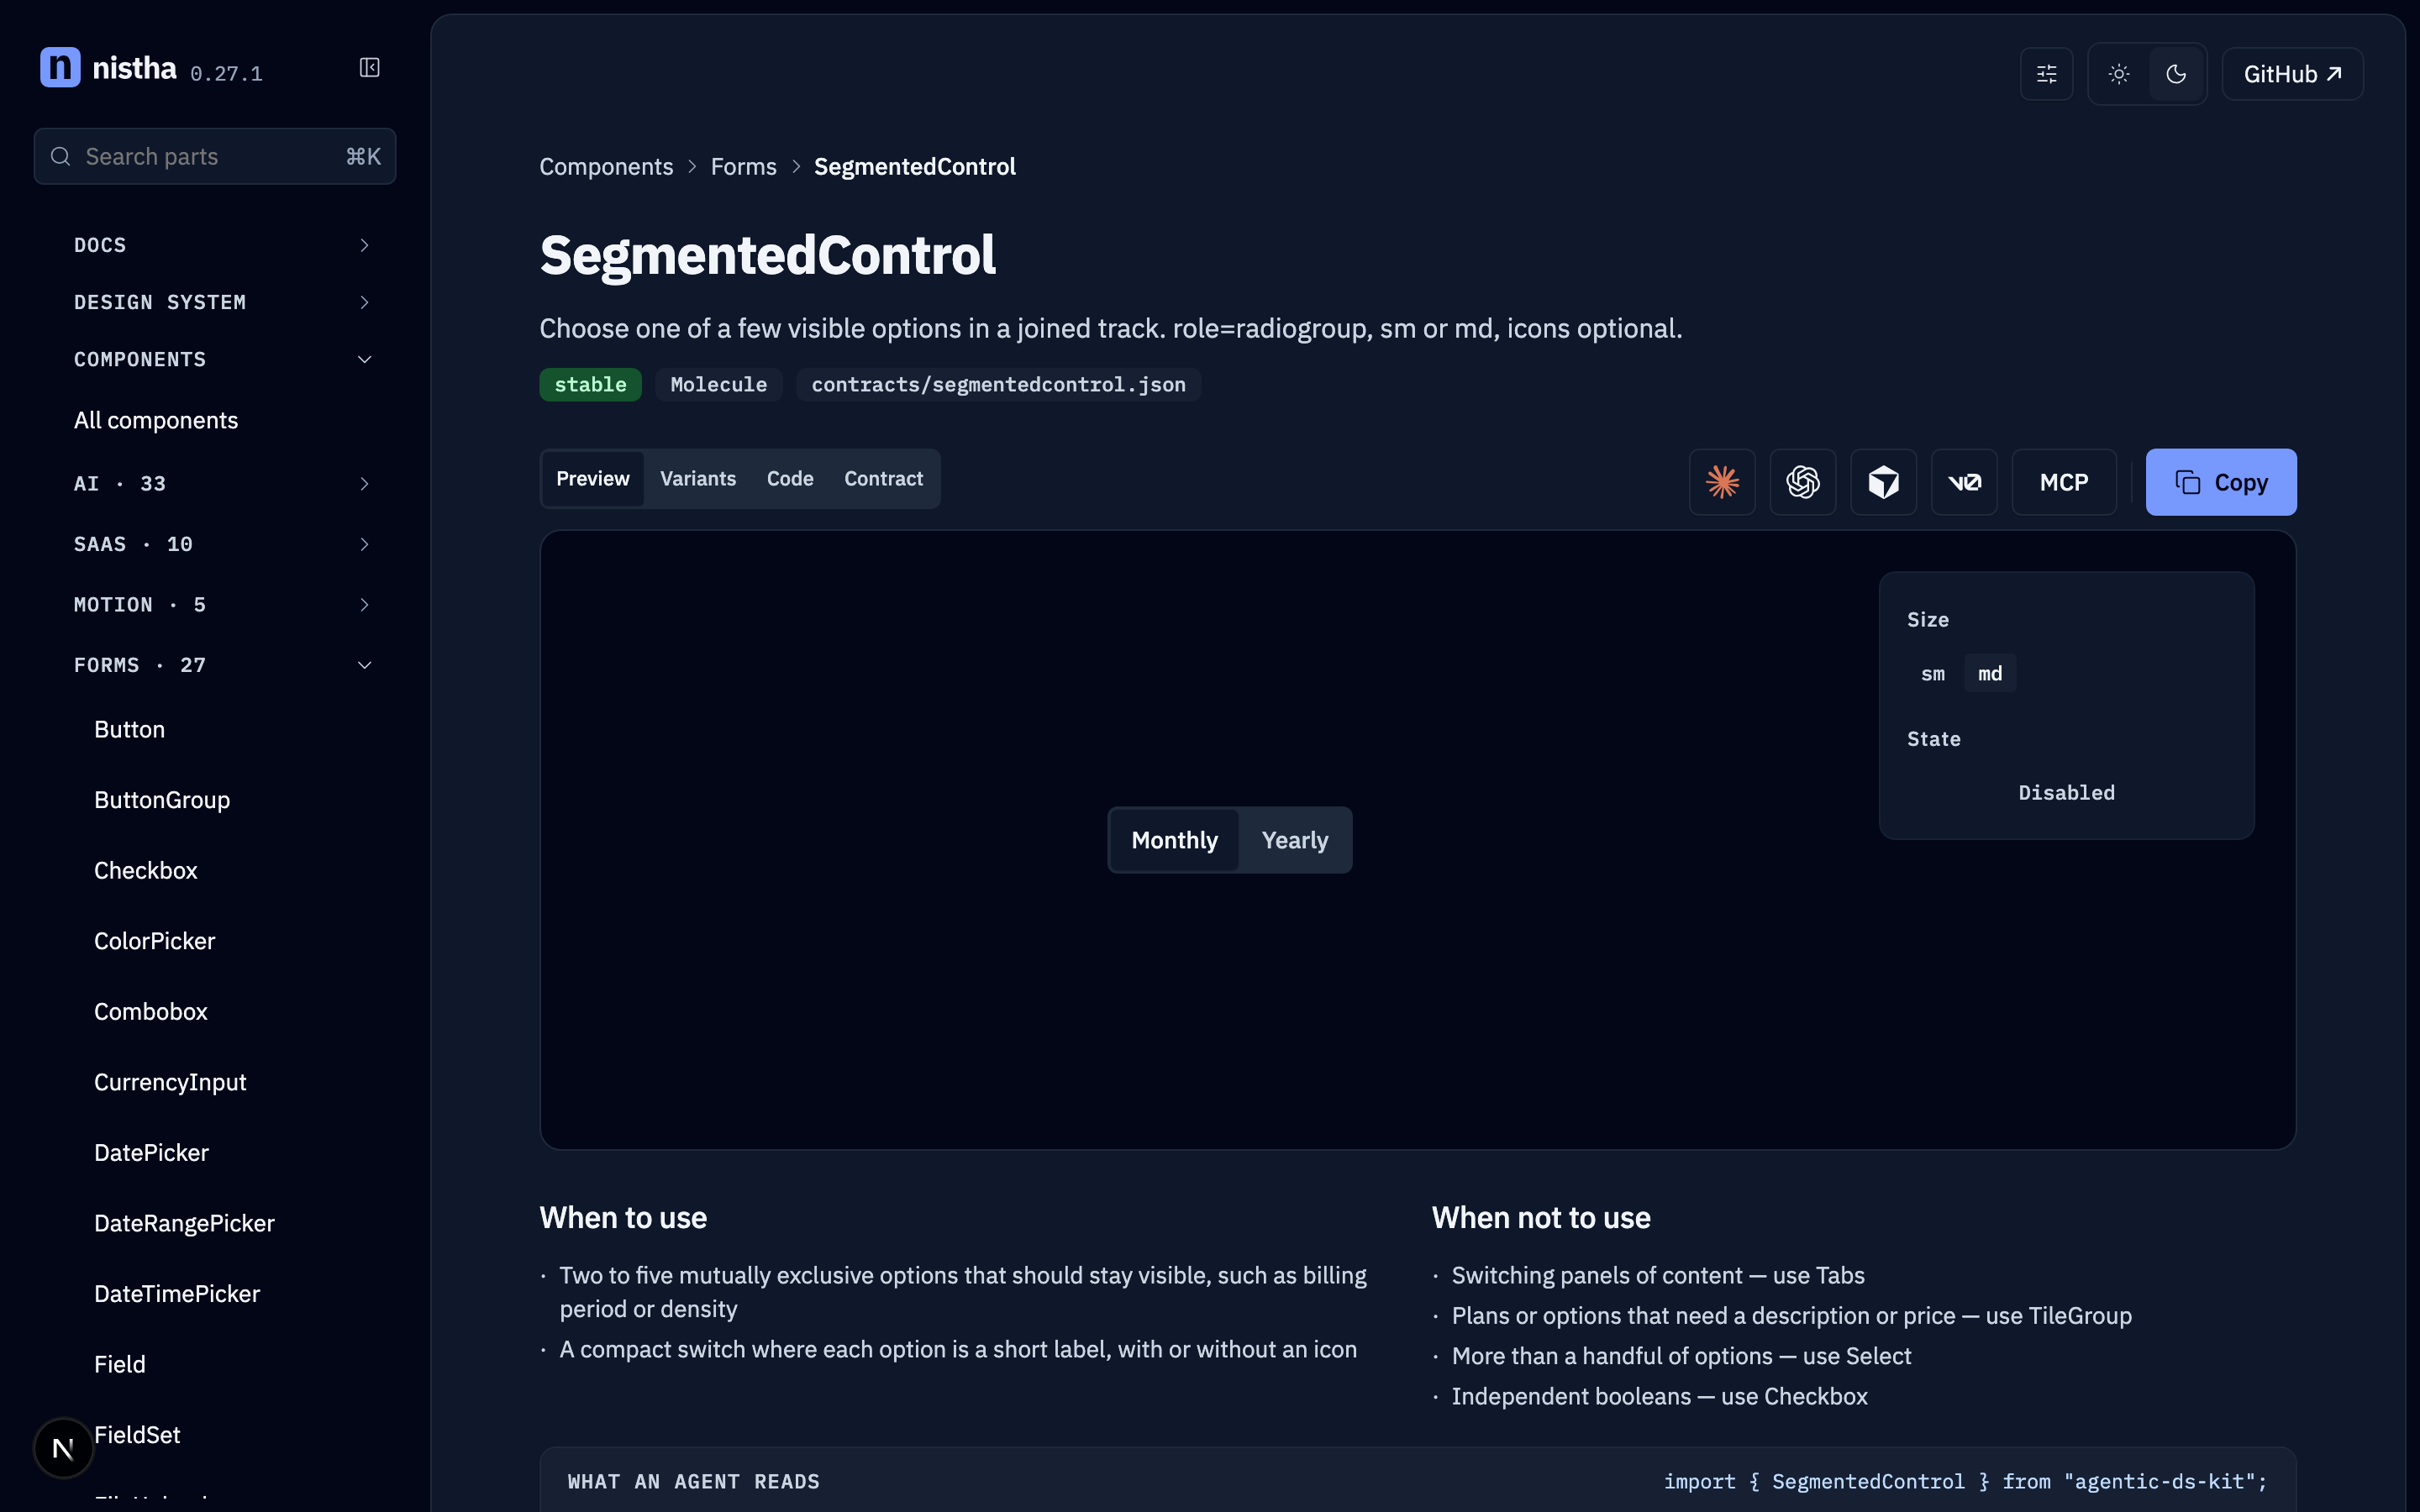 n nistha 0.27.1
Search parts ⌘K
DOCS
DESIGN SYSTEM
COMPONENTS
All components
AI · 33
SAAS · 10
MOTION · 5
FORMS · 27
Button
ButtonGroup
Checkbox
ColorPicker
Combobox
CurrencyInput
DatePicker
DateRangePicker
DateTimePicker
Field
FieldSet
N
GitHub
Components > Forms > SegmentedControl
SegmentedControl
Choose one of a few visible options in a joined track. role=radiogroup, sm or md, icons optional.
stable Molecule contracts/segmentedcontrol.json
Preview Variants Code Contract
v0 MCP Copy
Size
sm md
State
Disabled
Monthly Yearly
When to use
· Two to five mutually exclusive options that should stay visible, such as billing
period or density
· A compact switch where each option is a short label, with or without an icon
When not to use
· Switching panels of content — use Tabs
· Plans or options that need a description or price — use TileGroup
· More than a handful of options — use Select
· Independent booleans — use Checkbox
WHAT AN AGENT READS
import { SegmentedControl } from "agentic-ds-kit";